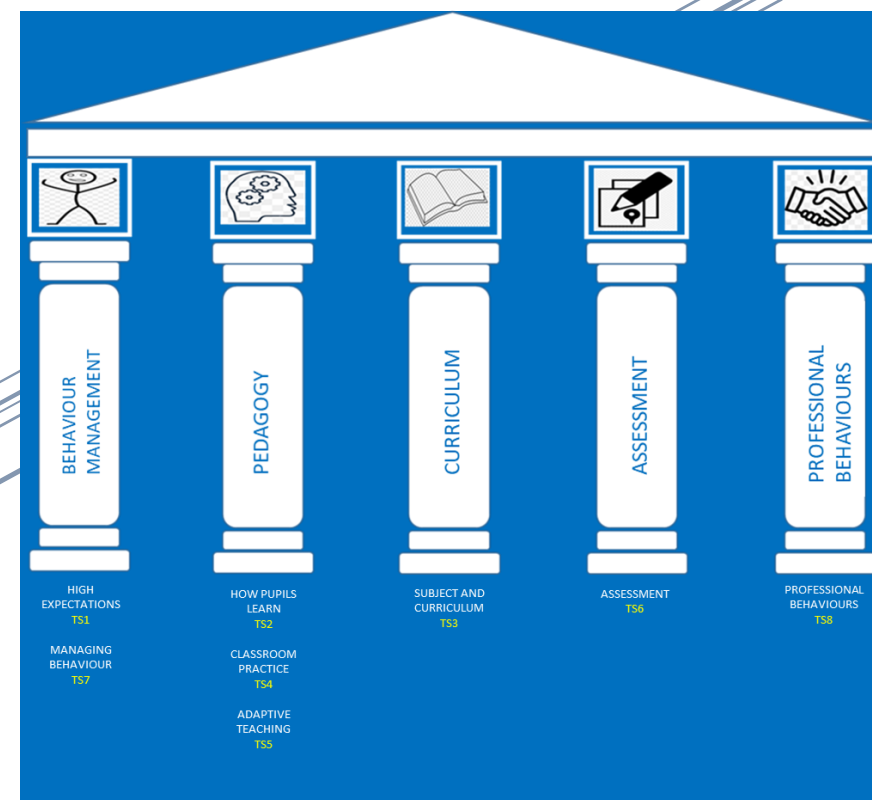 BEHAVIOUR
MANAGEMENT
PEDAGOGY
CURRICULUM
ASSESSMENT
PROFESSIONAL
BEHAVIOURS
HIGH
EXPECTATIONS
TS1
MANAGING
BEHAVIOUR
TS7
HOW PUPILS
LEARN
TS2
CLASSROOM
PRACTICE
TS4
ADAPTIVE
TEACHING
TS5
SUBJECT AND
CURRICULUM
TS3
ASSESSMENT
TS6
PROFESSIONAL
BEHAVIOURS
TS8